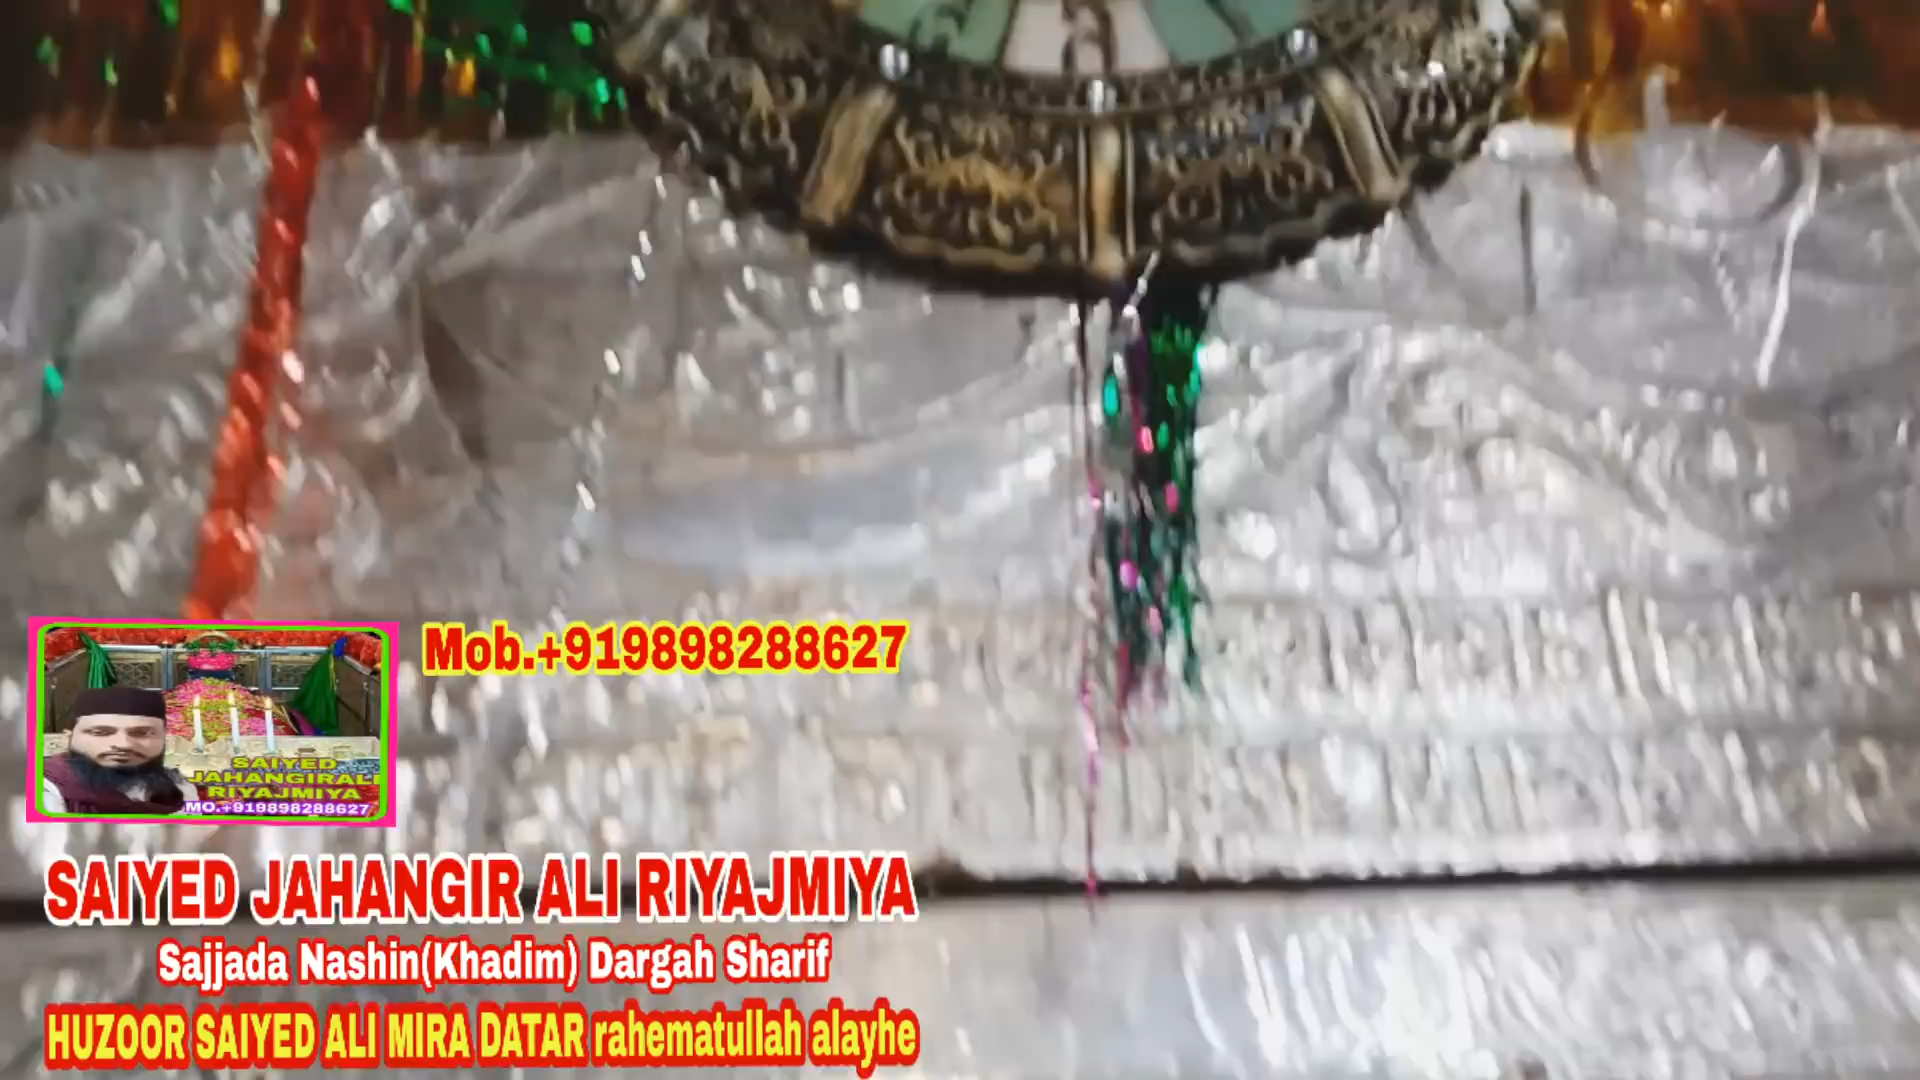 Mob.+919898288627
SAIYED
JAHANGIRALI
RIYAJMIYA
MO.+919898288627
SAIYED JAHANGIR ALI RIYAJMIYA
Sajjada Nashin(Khadim) Dargah Sharif
HUZOOR SAIYED ALI MIRA DATAR rahematullah alayhe